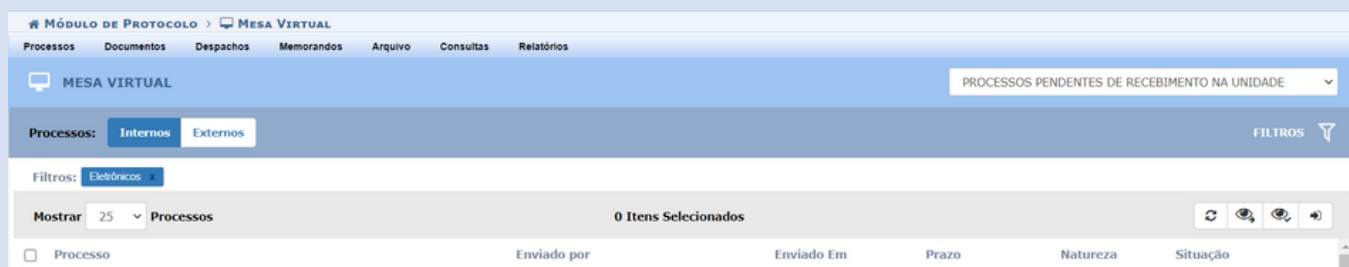 Módulo de Protocolo > Mesa Virtual
Processos Documentos Despachos Memorandos Arquivo Consultas Relatórios
MESA VIRTUAL PROCESSOS PENDENTES DE RECEBIMENTO NA UNIDADE
Processos: Internos Externos FILTROS
Filtros: Eletrônicos x
Mostrar 25 Processos 0 Itens Selecionados
Processo Enviado por Enviado Em Prazo Natureza Situação